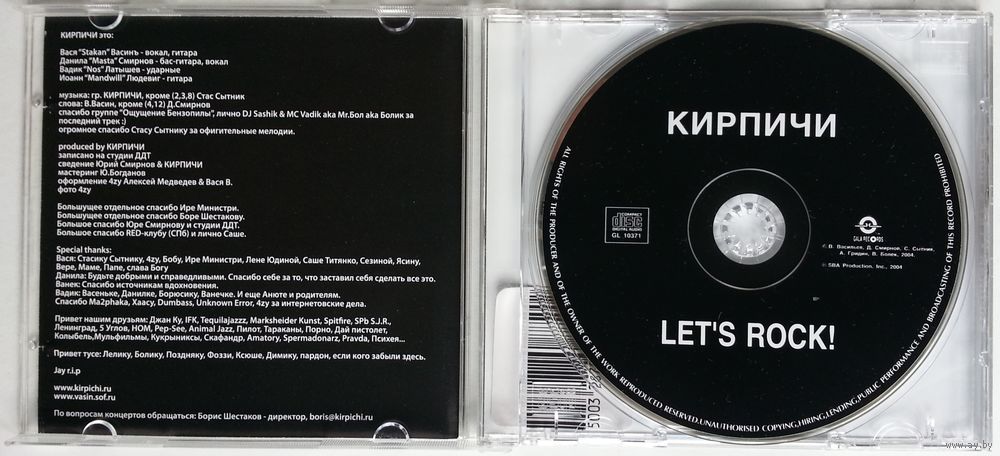 КИРПИЧИ это:
Вася "Stakan" Васинъ - вокал, гитара
Данила "Masta" Смирнов - бас-гитара, вокал
Вадик "Nos" Латышев - ударные
Иоанн "Mandwill" Людевиг - гитара
музыка: гр. КИРПИЧИ, кроме (2,3,8) Стас Сытник
слова: В.Васин, кроме (4,12) Д.Смирнов
спасибо группе "Ощущение Бензопилы", лично DJ Sashik & MC Vadik aka Mr.Бол aka Болик за
последний трек :)
огромное спасибо Стасу Сытнику за офигительные мелодии.
produced by КИРПИЧИ
записано на студии ДДТ
сведение Юрий Смирнов & КИРПИЧИ
мастеринг Ю.Богданов
оформление 4zy Алексей Медведев & Вася В.
фото 4zy
Большущее отдельное спасибо Ире Министри.
Большущее отдельное спасибо Боре Шестакову.
Большое спасибо Юре Смирнову и студии ДДТ.
Большое спасибо RED-клубу (СПб) и лично Саше.
Special thanks:
Вася: Стасику Сытнику, 4zy, Бобу, Ире Министри, Лене Юдиной, Саше Титянко, Сезиной, Ясину,
Вере, Маме, Папе, слава Богу
Данила: Будьте добрыми и справедливыми. Спасибо себе за то, что заставил себя сделать все это.
Ванек: Спасибо источникам вдохновения.
Вадик: Васеньке, Данилке, Борюсику, Ванечке. И еще Анюте и родителям.
Спасибо Ma2phaka, Xaacy, Dumbass, Unknown Error, 4zy за интернетовские дела.
Привет нашим друзьям: Джан Ку, IFK, Tequilajazzz, Marksheider Kunst, Spitfire, SPb S.J.R.,
Ленинград, 5 Углов, НОМ, Pep-See, Animal Jazz, Пилот, Тараканы, Порно, Дай пистолет,
Колыбель,Мульфильмы, Кукрыниксы, Скафандр, Amatory, Spermadonarz, Pravda, Психея...
Привет тусе: Лелику, Болику, Поздняку, Фоззи, Ксюше, Димику, пардон, если кого забыли здесь.
Jay r.i.p
www.kirpichi.ru
www.vasin.sof.ru
По вопросам концертов обращаться: Борис Шестаков - директор, boris@kirpichi.ru
КИРПИЧИ
COMPACT
disc
DIGITAL AUDIO
GL 10371
GALA RECORDS
© В. Васильев, Д. Смирнов, С. Сытник,
А. Гридин, В. Болек, 2004.
℗ SBA Production, Inc., 2004
LET'S ROCK!
ALL RIGHTS OF THE PRODUCER AND OF THE OWNER OF THE WORK REPRODUCED RESERVED.UNAUTHORISED COPYING,HIRING,LENDING,PUBLIC PERFORMANCE AND BROADCASTING OF THIS RECORD PROHIBITED
www.ay.by